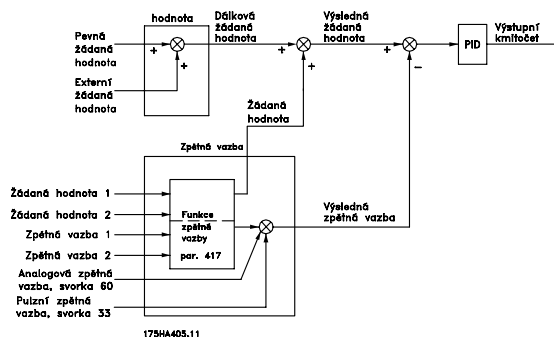 hodnota
Pevná
žádaná
hodnota
Externí
žádaná
hodnota
Dálková
žádaná
hodnota
Výsledná
žádaná
hodnota
PID
Výstupní
kmitočet
Žádaná
hodnota
Zpětná vazba
Žádaná hodnota 1
Žádaná hodnota 2
Zpětná vazba 1
Zpětná vazba 2
Funkce
zpětné
vazby
par. 417
Výsledná
zpětná vazba
Analogová zpětná
vazba, svorka 60
Pulzní zpětná
vazba, svorka 33
175HA405.11